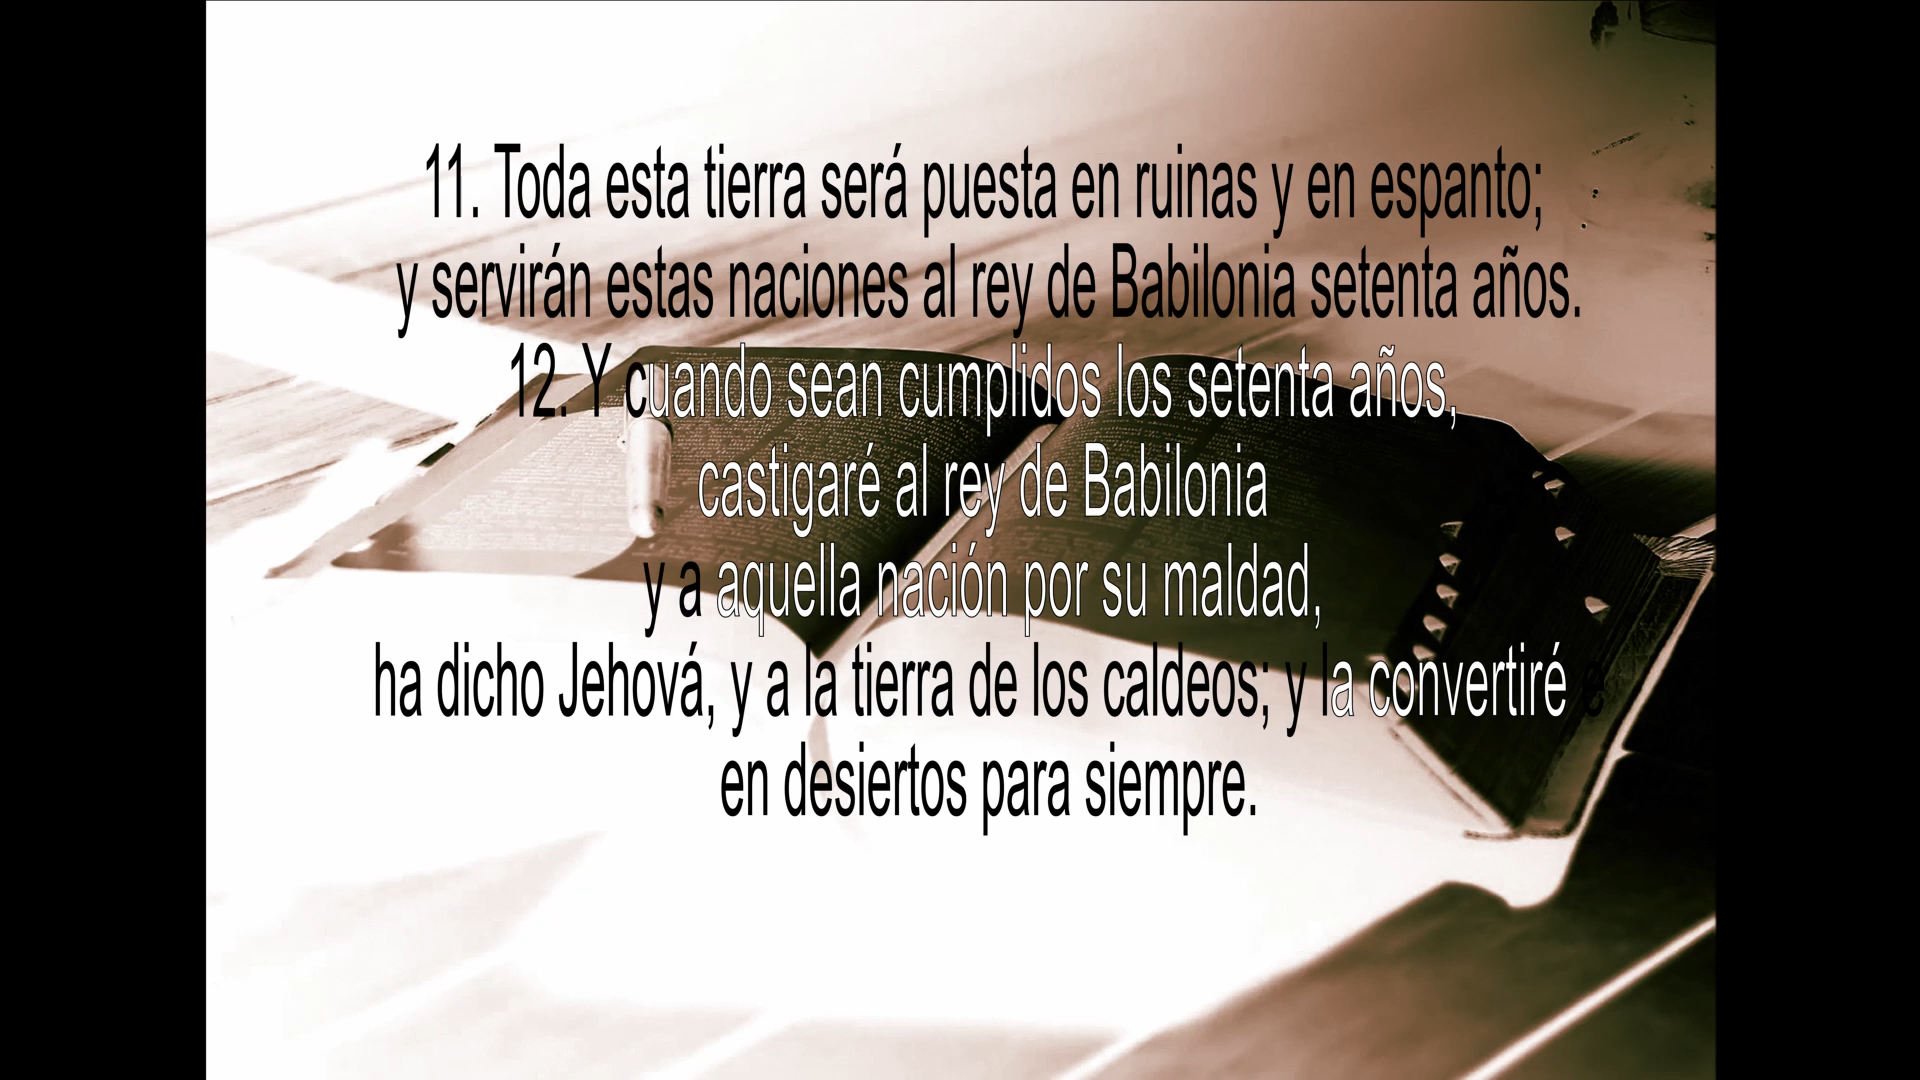 11. Toda esta tierra será puesta en ruinas y en espanto;
y servirán estas naciones al rey de Babilonia setenta años.
12. Y cuando sean cumplidos los setenta años,
castigaré al rey de Babilonia
y a aquella nación por su maldad,
ha dicho Jehová, y a la tierra de los caldeos; y la convertiré e
en desiertos para siempre.